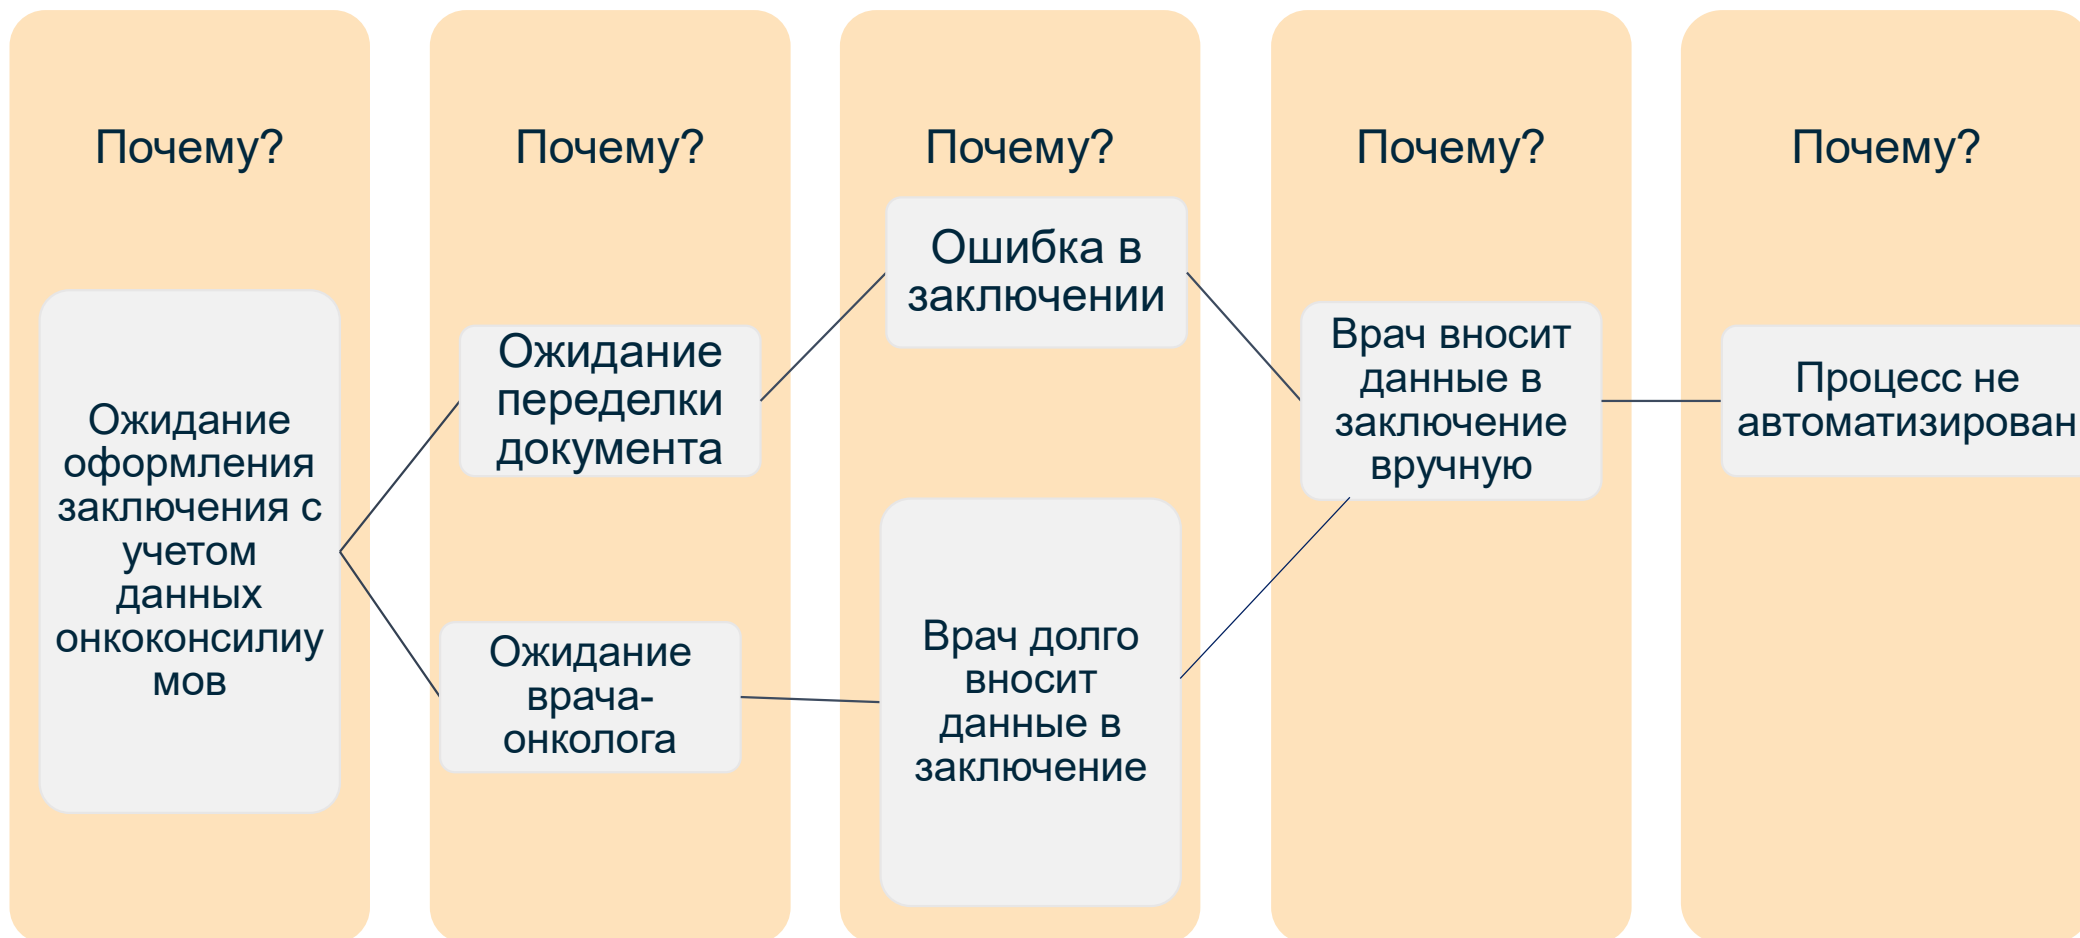 Почему?
Ожидание
оформления
заключения с
учетом
данных
онкоконсилиу
мов
Почему?
Ожидание
переделки
документа
Ожидание
врача-
онколога
Почему?
Ошибка в
заключении
Врач долго
вносит
данные в
заключение
Почему?
Врач вносит
данные в
заключение
вручную
Почему?
Процесс не
автоматизирован